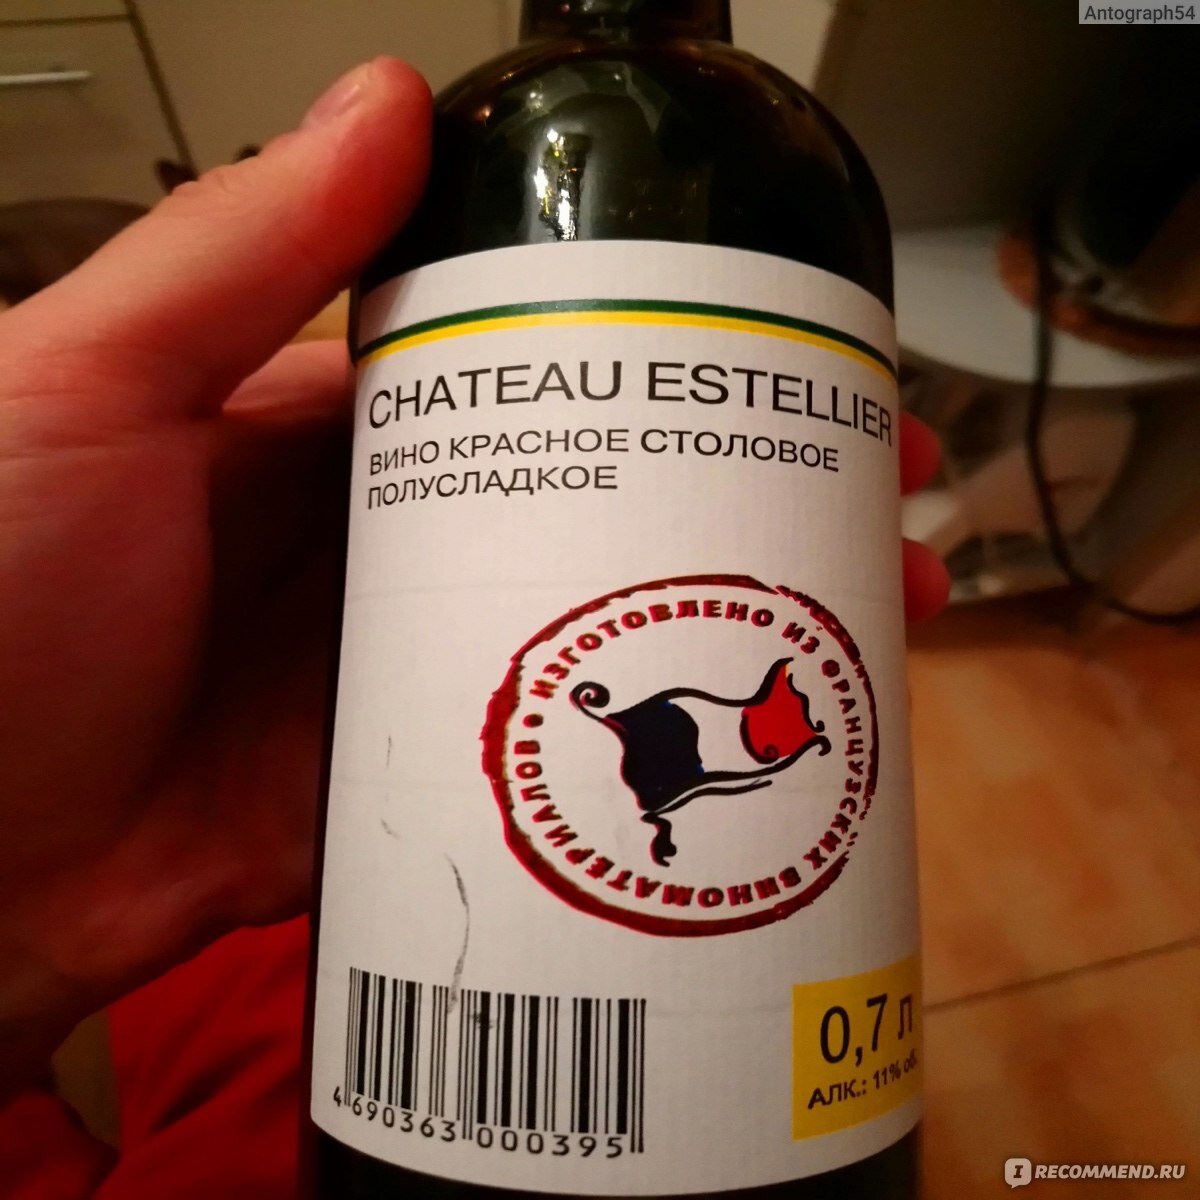 Antograph54
CHATEAU ESTELLIER
ВИНО КРАСНОЕ СТОЛОВОЕ
ПОЛУСЛАДКОЕ
ИЗГОТОВЛЕНО ИЗ ФРАНЦУЗСКИХ ВИНОМАТЕРИАЛОВ •
0,7 Л
АЛК.: 11% об.
4 690363 000395
I RECOMMEND.RU